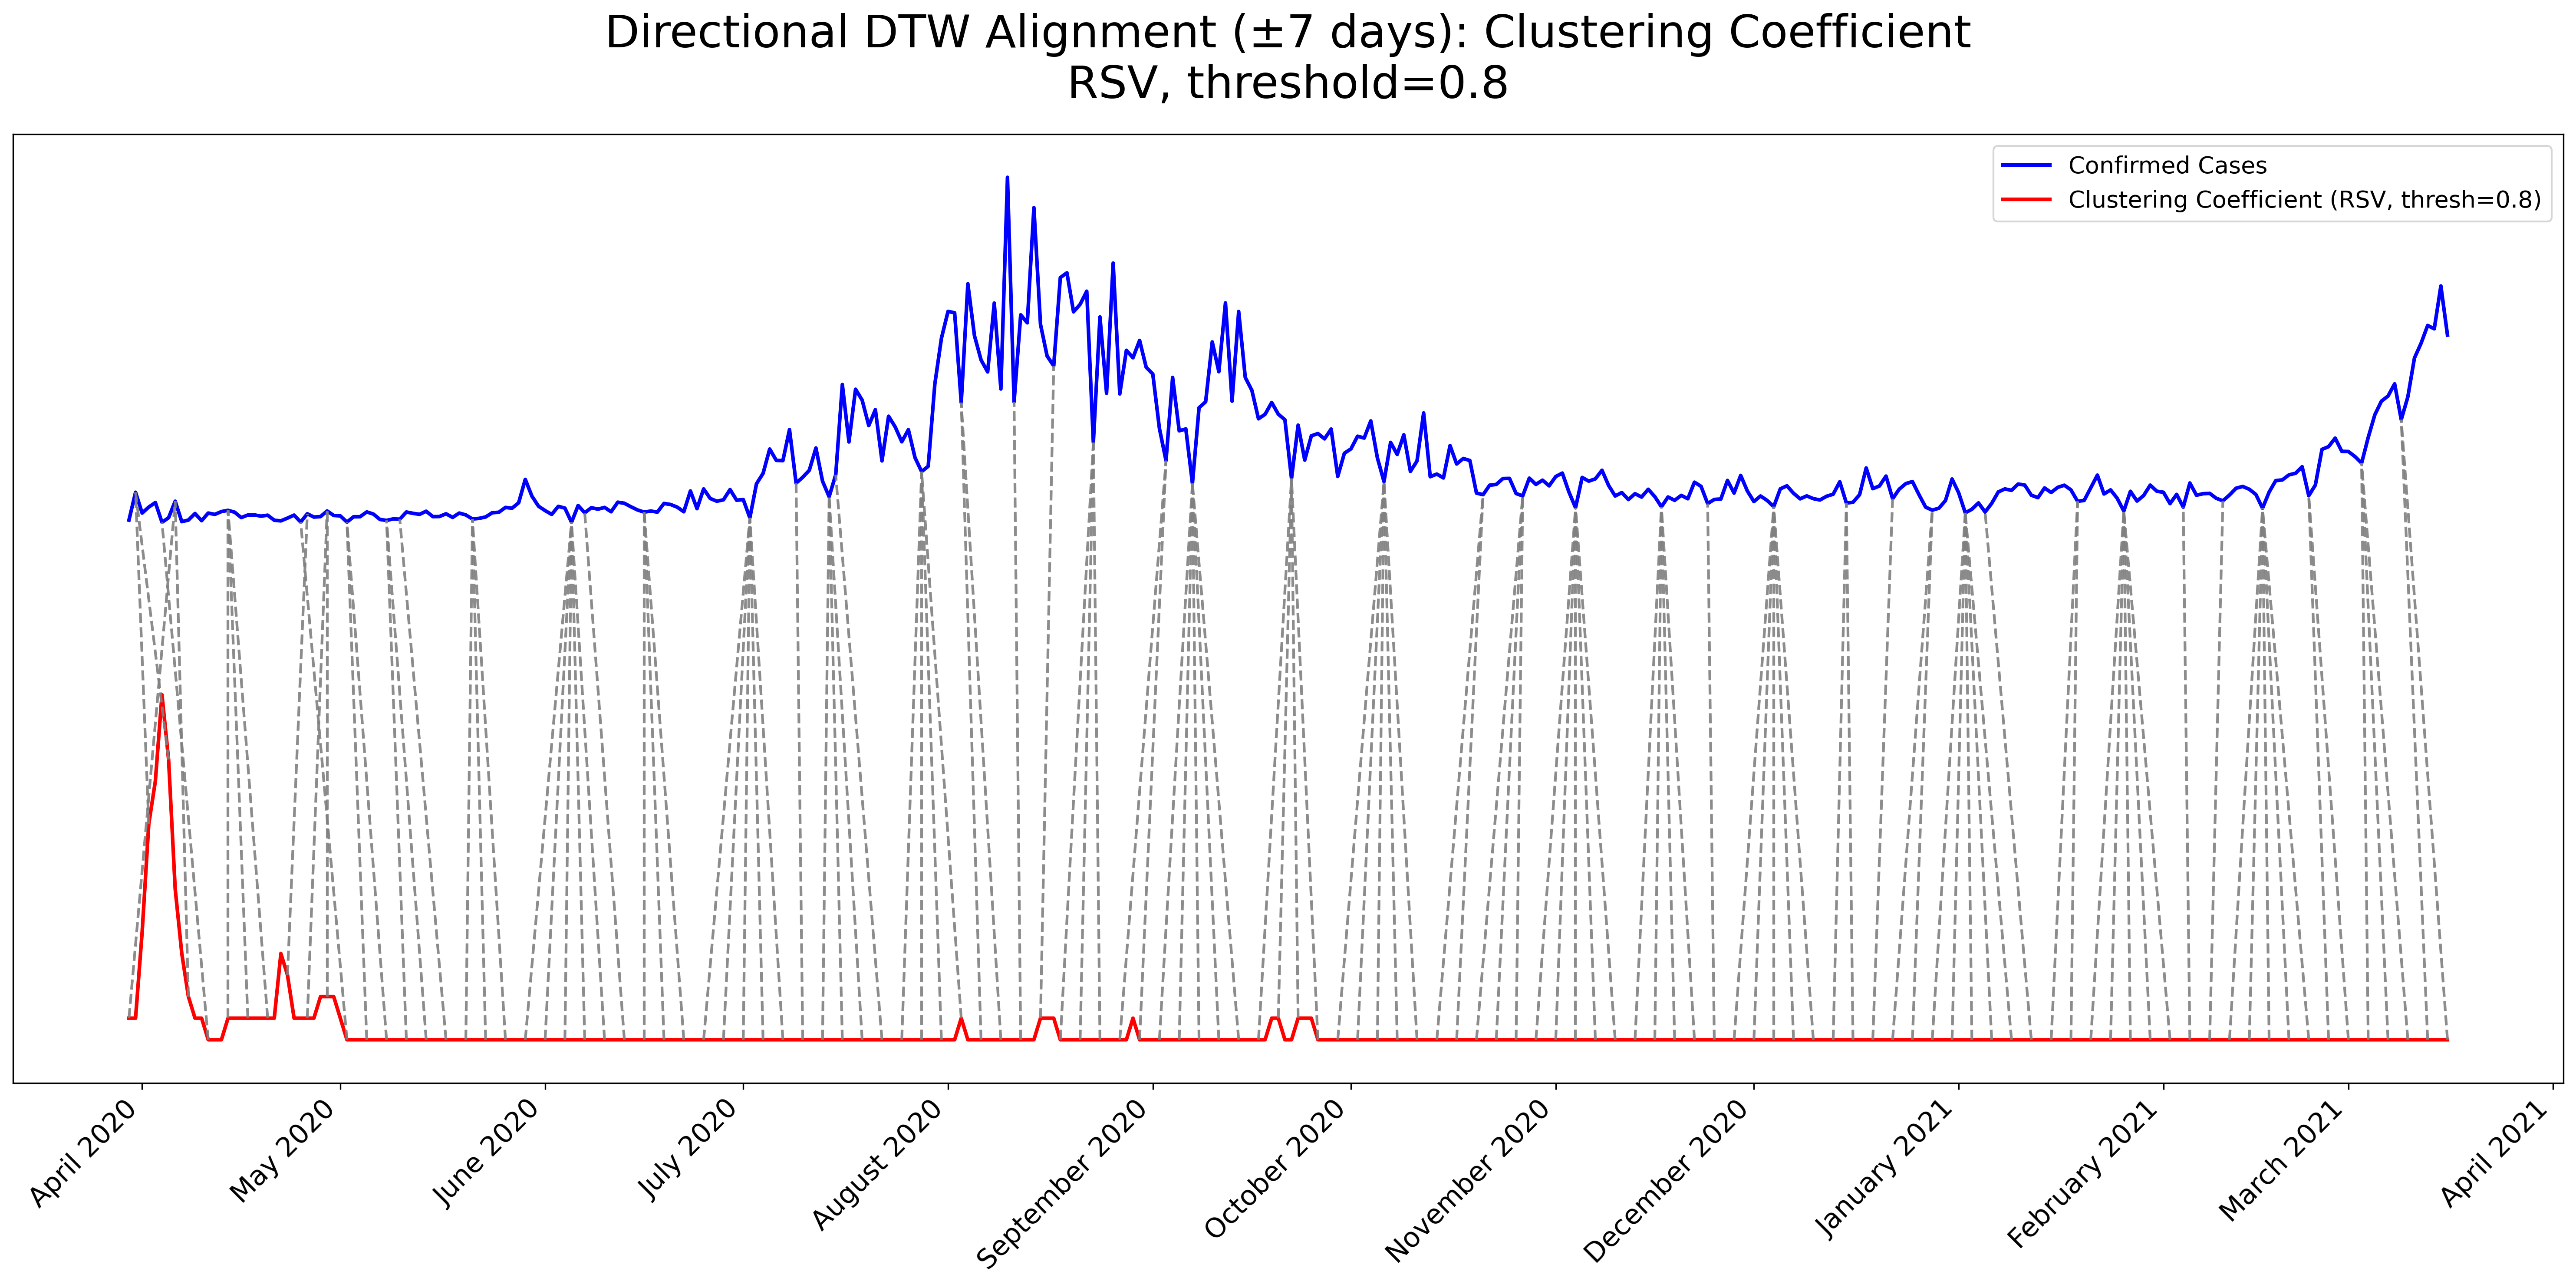 Directional DTW Alignment (±7 days): Clustering Coefficient
RSV, threshold=0.8
Confirmed Cases
Clustering Coefficient (RSV, thresh=0.8)
April 2020
May 2020
June 2020
July 2020
August 2020
September 2020
October 2020
November 2020
December 2020
January 2021
February 2021
March 2021
April 2021